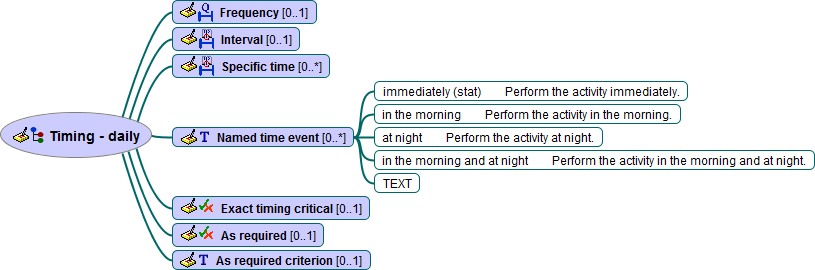 Frequency [0..1]
Interval [0..1]
Specific time [0..*]
Timing - daily
Named time event [0..*]
immediately (stat) Perform the activity immediately.
in the morning Perform the activity in the morning.
at night Perform the activity at night.
in the morning and at night Perform the activity in the morning and at night.
TEXT
Exact timing critical [0..1]
As required [0..1]
As required criterion [0..1]